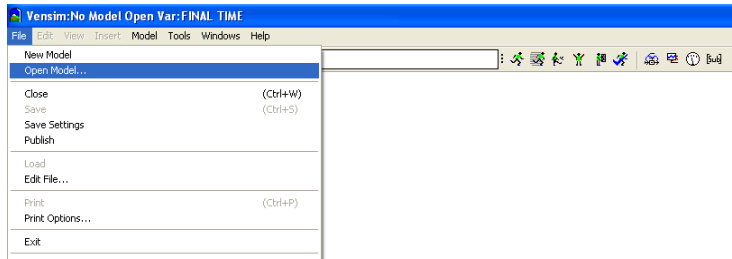 Vensim:No Model Open Var:FINAL TIME
File Edit View Insert Model Tools Windows Help
New Model
Open Model...
Close (Ctrl+W)
Save (Ctrl+S)
Save Settings
Publish
Load
Edit File...
Print (Ctrl+P)
Print Options...
Exit